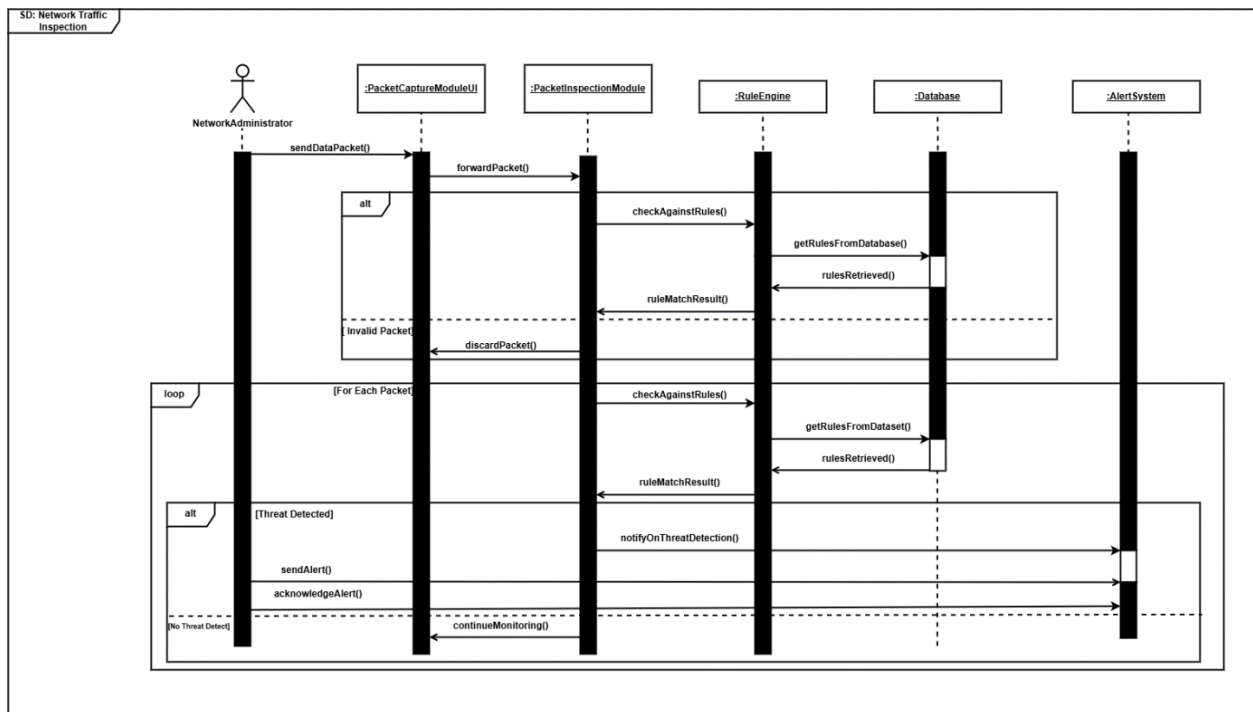 SD: Network Traffic
Inspection
:PacketCaptureModuleUI
:PacketInspectionModule
:RuleEngine
:Database
:AlertSystem
NetworkAdministrator
sendDataPacket()
forwardPacket()
alt
checkAgainstRules()
getRulesFromDatabase()
rulesRetrieved()
ruleMatchResult()
[ Invalid Packet]
discardPacket()
loop
[For Each Packet]
checkAgainstRules()
getRulesFromDataset()
rulesRetrieved()
ruleMatchResult()
alt
[Threat Detected]
notifyOnThreatDetection()
sendAlert()
acknowledgeAlert()
[No Threat Detect]
continueMonitoring()